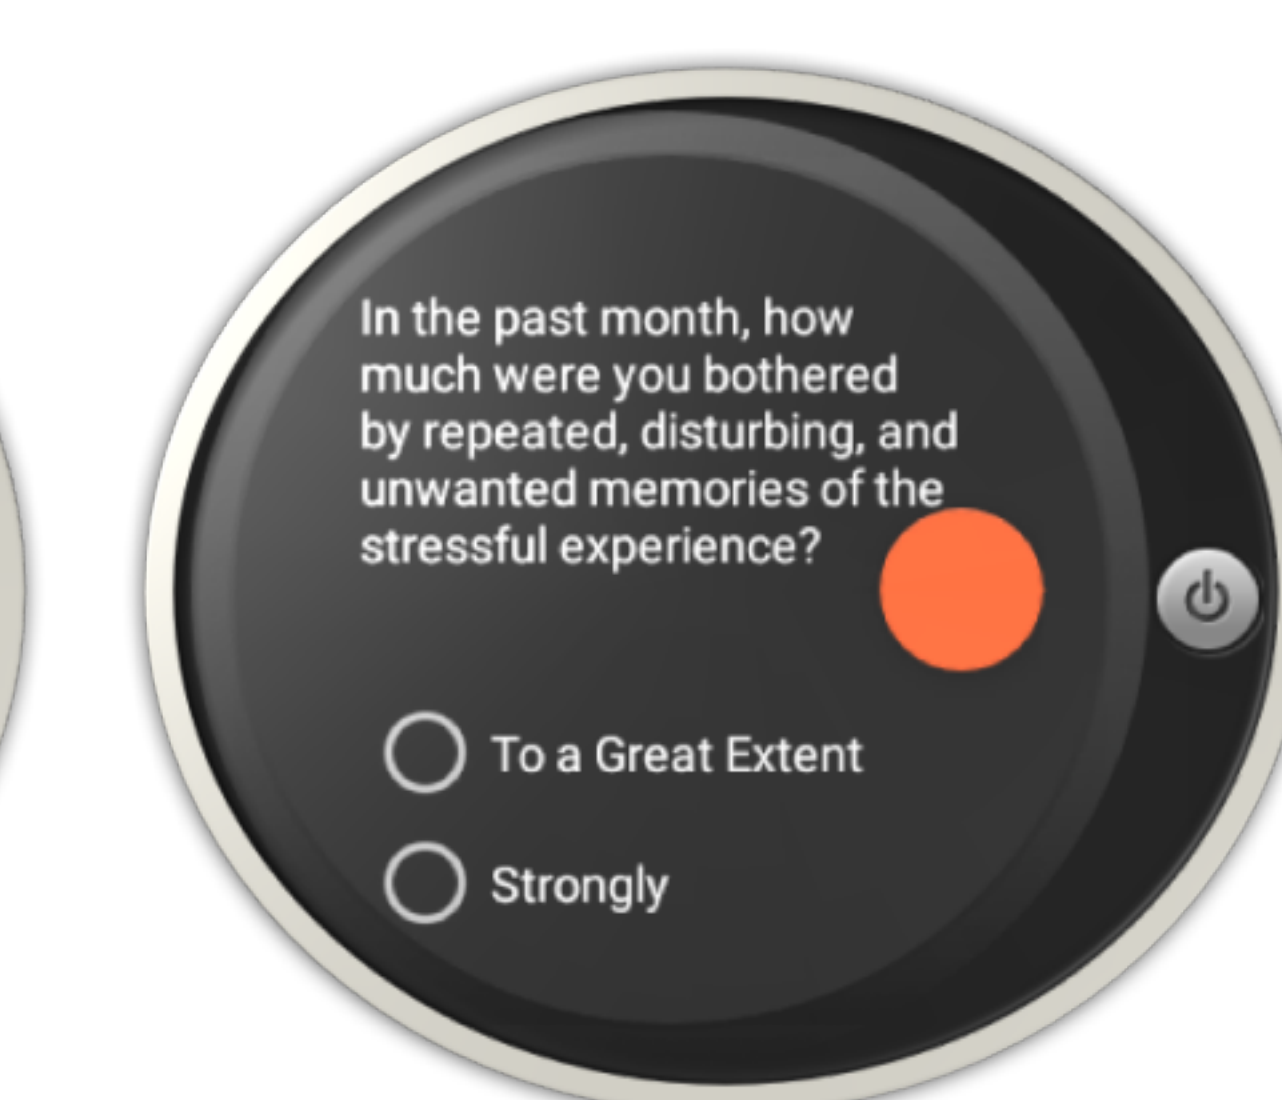 In the past month, how
much were you bothered
by repeated, disturbing, and
unwanted memories of the
stressful experience?
To a Great Extent
Strongly